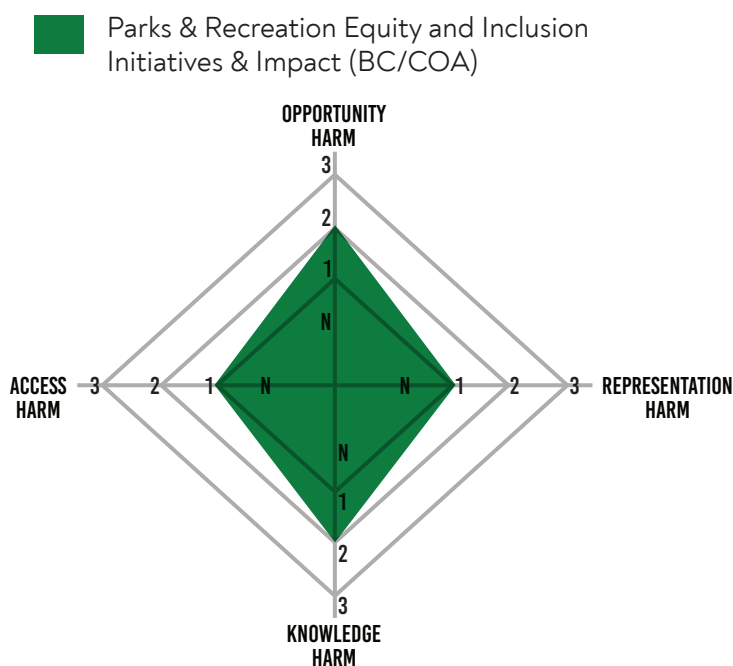 Parks & Recreation Equity and Inclusion
Initiatives & Impact (BC/COA)
OPPORTUNITY
HARM
3
2
1
N
ACCESS
HARM
3 2 1 N N 1 2 3
REPRESENTATION
HARM
N
1
2
3
KNOWLEDGE
HARM